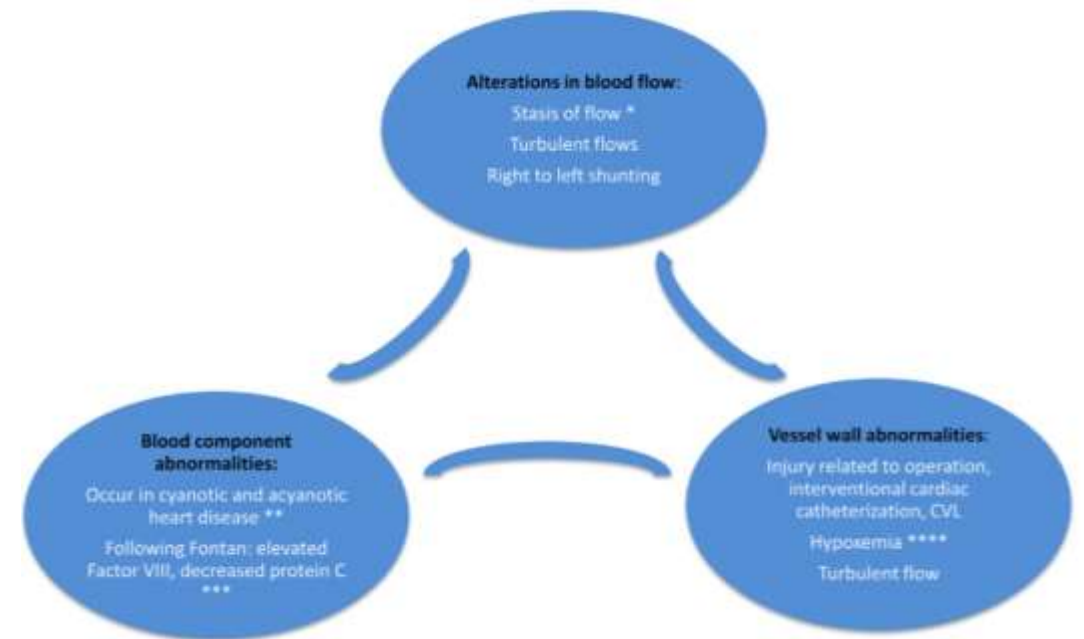 Alterations in blood flow:
Stasis of flow *
Turbulent flows
Right to left shunting
Blood component
abnormalities:
Occur in cyanotic and acyanotic
heart disease **
Following Fontan: elevated
Factor VIII, decreased protein C
***
Vessel wall abnormalities:
Injury related to operation,
interventional cardiac
catheterization, CVL
Hypoxemia ****
Turbulent flow